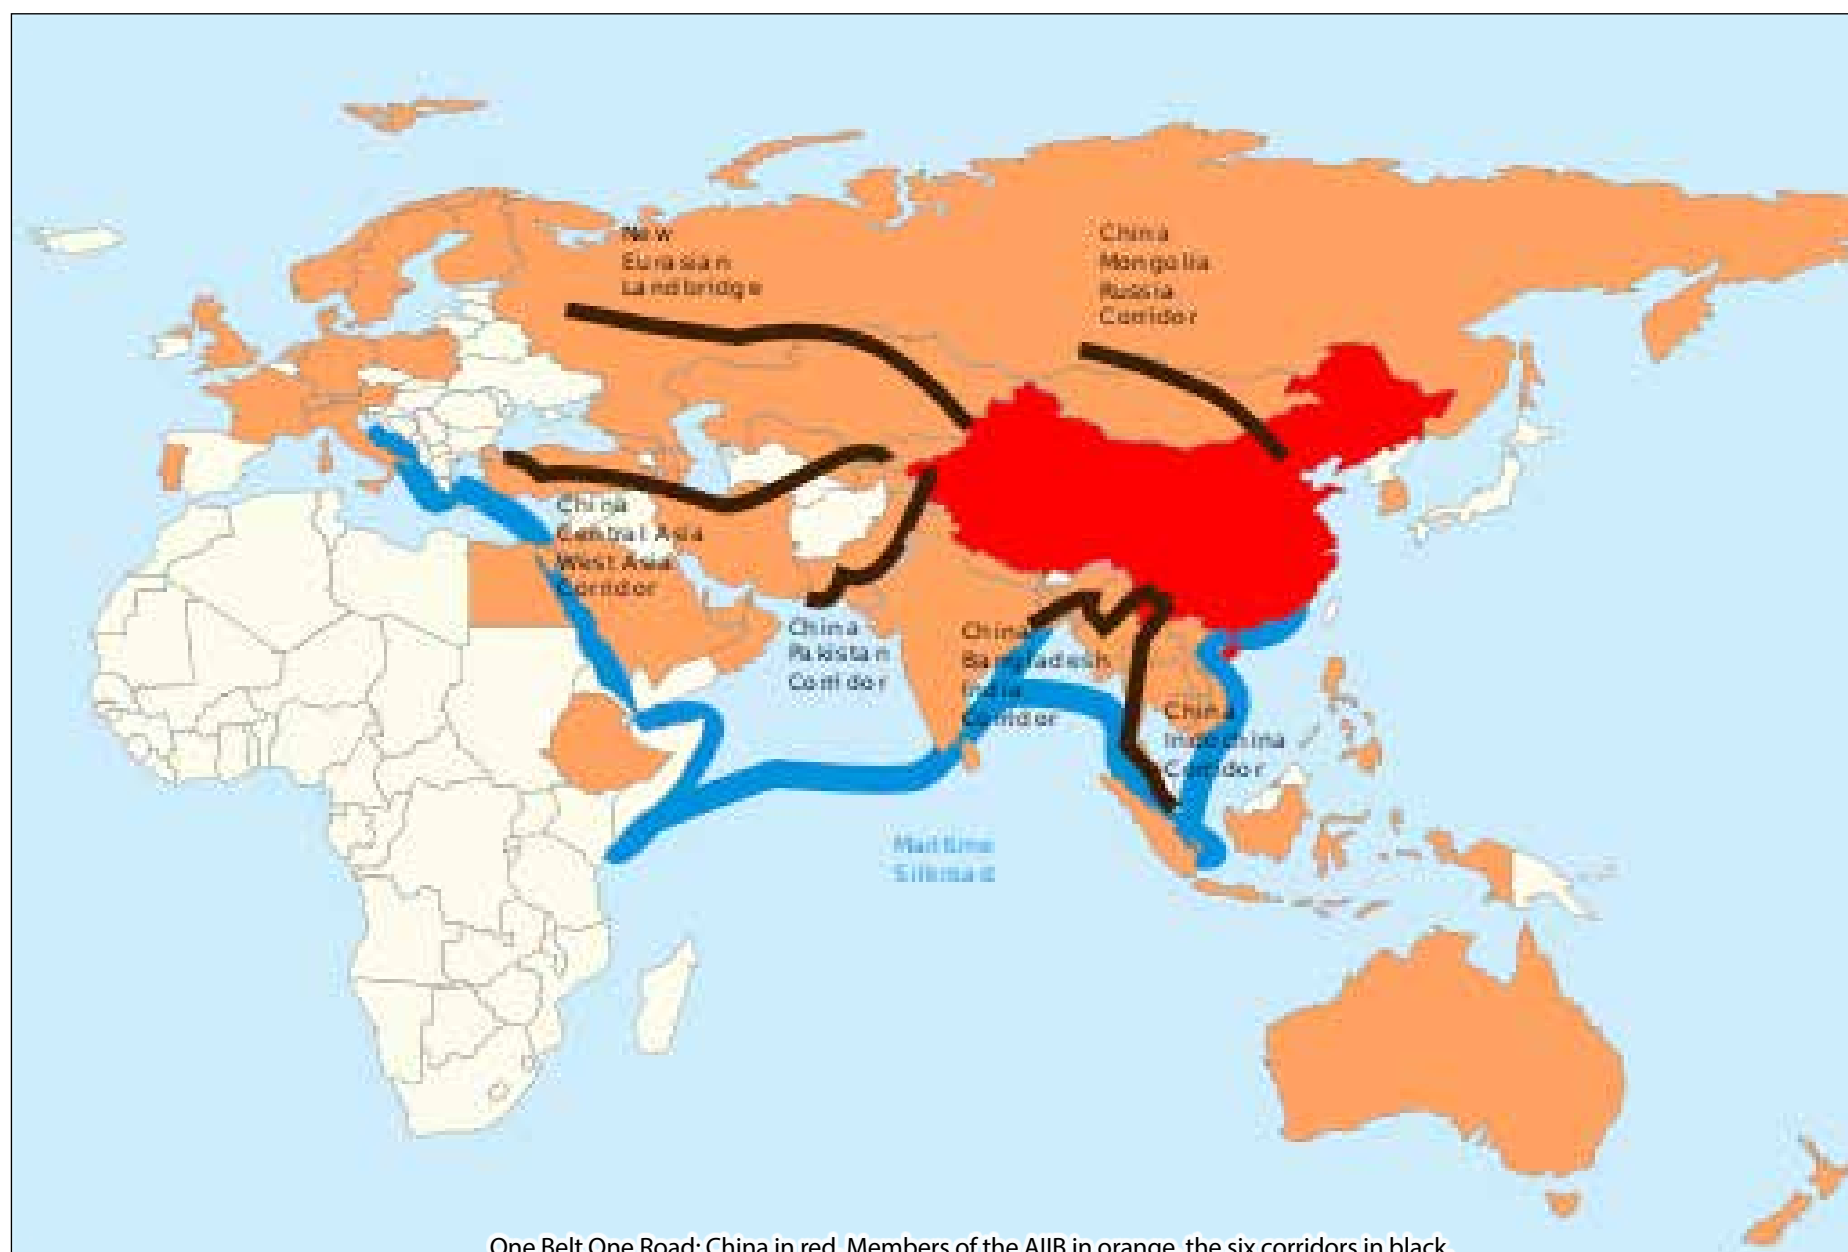 New
Eurasian
Landbridge
China
Mongolia
Russia
Corridor
China
Central Asia
West Asia
Corridor
China
Pakistan
Corridor
China
Bangladesh
India
Corridor
China
Indochina
Corridor
Maritime
Silkroad
One Belt One Road: China in red, Members of the AIIB in orange, the six corridors in black